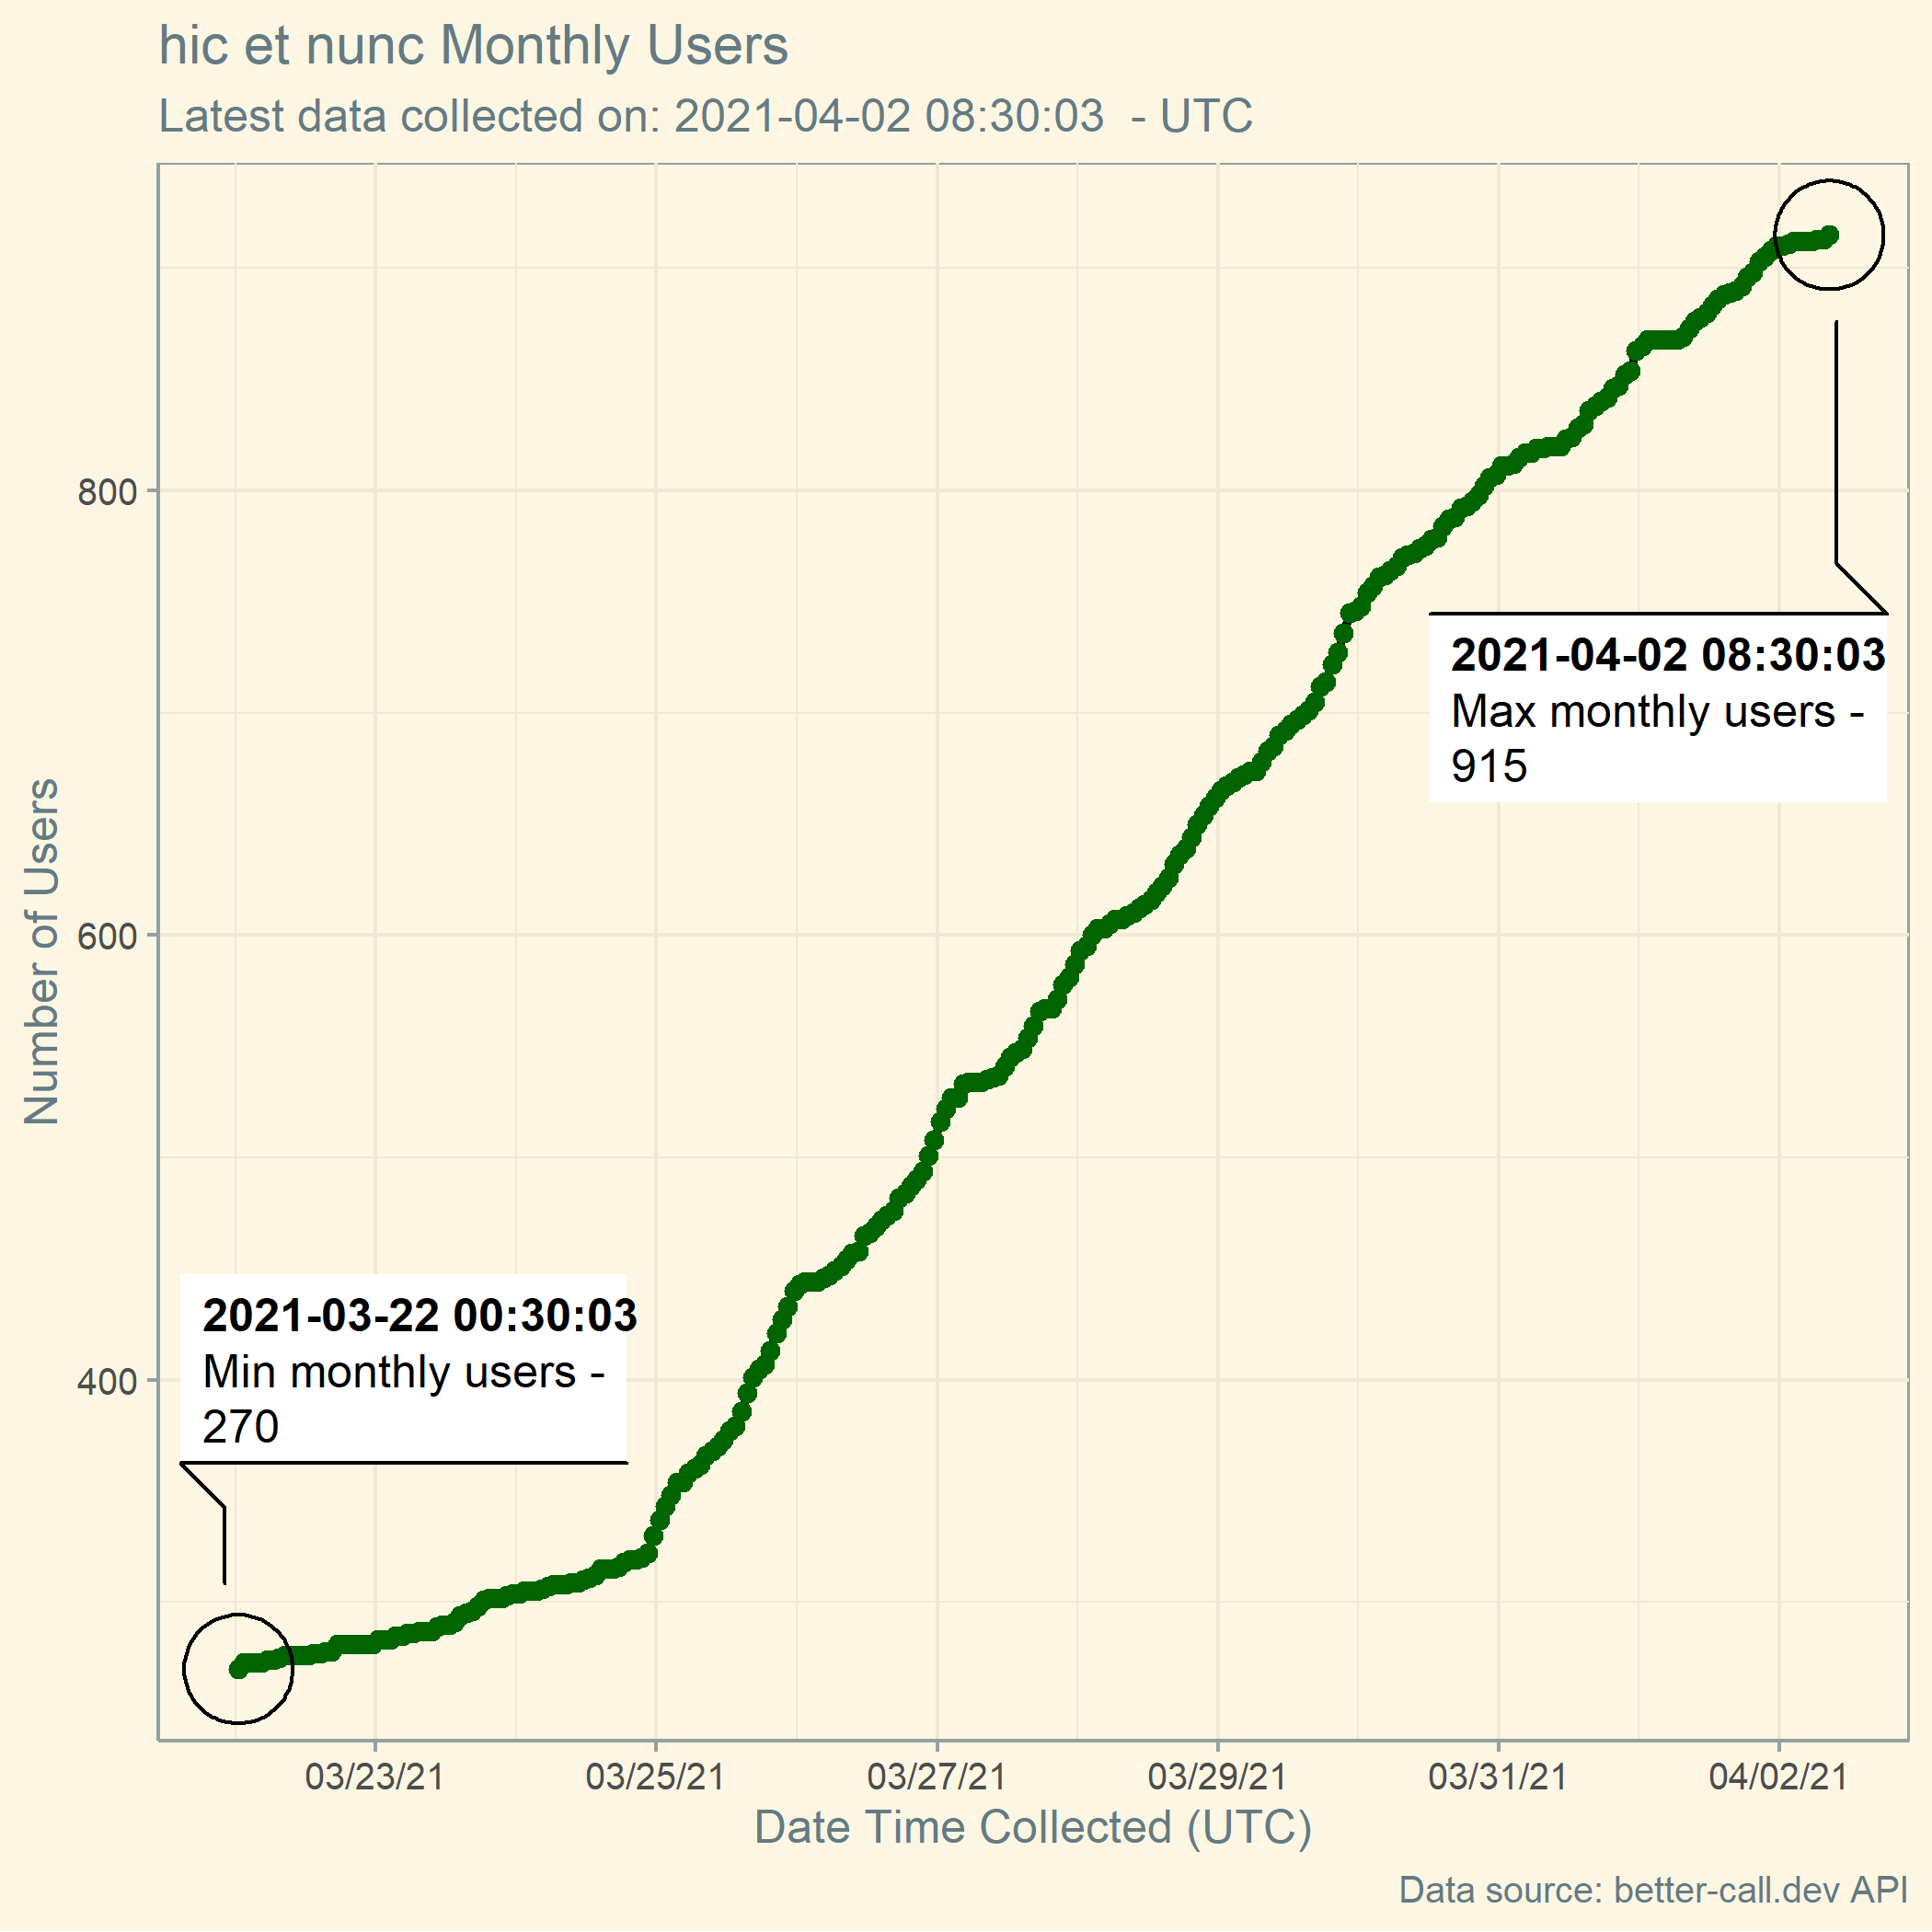 hic et nunc Monthly Users
Latest data collected on: 2021-04-02 08:30:03  - UTC
Number of Users
800
600
400
2021-04-02 08:30:03
Max monthly users -
915
2021-03-22 00:30:03
Min monthly users -
270
03/23/21
03/25/21
03/27/21
03/29/21
03/31/21
04/02/21
Date Time Collected (UTC)
Data source: better-call.dev API